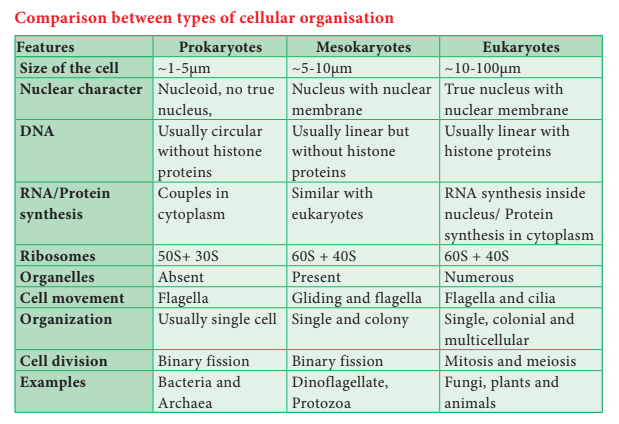 Comparison between types of cellular organisation
Features Prokaryotes Mesokaryotes Eukaryotes
Size of the cell ~1-5μm ~5-10μm ~10-100μm
Nuclear character Nucleoid, no true Nucleus with nuclear True nucleus with
nucleus, membrane nuclear membrane
DNA Usually circular Usually linear but Usually linear with
without histone without histone histone proteins
proteins proteins
RNA/Protein Couples in Similar with RNA synthesis inside
synthesis cytoplasm eukaryotes nucleus/ Protein
synthesis in cytoplasm
Ribosomes 50S+ 30S 60S + 40S 60S + 40S
Organelles Absent Present Numerous
Cell movement Flagella Gliding and flagella Flagella and cilia
Organization Usually single cell Single and colony Single, colonial and
multicellular
Cell division Binary fission Binary fission Mitosis and meiosis
Examples Bacteria and Dinoflagellate, Fungi, plants and
Archaea Protozoa animals